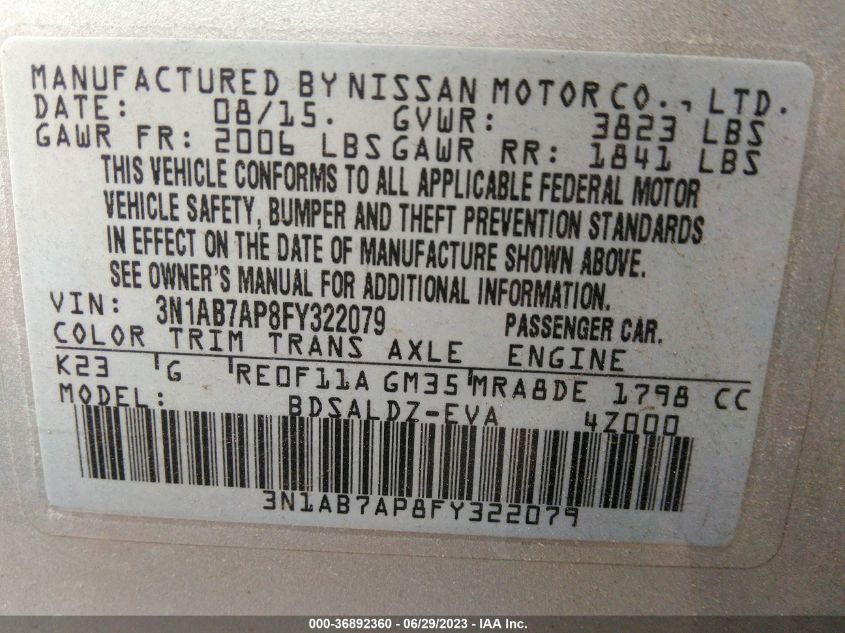 MANUFACTURED BY NISSAN MOTOR CO., LTD.
DATE: 08/15. GVWR: 3823 LBS
GAWR FR: 2006 LBS GAWR RR: 1841 LBS
THIS VEHICLE CONFORMS TO ALL APPLICABLE FEDERAL MOTOR
VEHICLE SAFETY, BUMPER AND THEFT PREVENTION STANDARDS
IN EFFECT ON THE DATE OF MANUFACTURE SHOWN ABOVE.
SEE OWNER'S MANUAL FOR ADDITIONAL INFORMATION.
VIN: 3N1AB7AP8FY322079 PASSENGER CAR.
COLOR TRIM TRANS AXLE ENGINE
K23 G RE0F11A GM35 MRA8DE 1798 CC
MODEL: BDSALDZ-EVA 4Z000
3N1AB7AP8FY322079
000-36892360 - 06/29/2023 - IAA Inc.